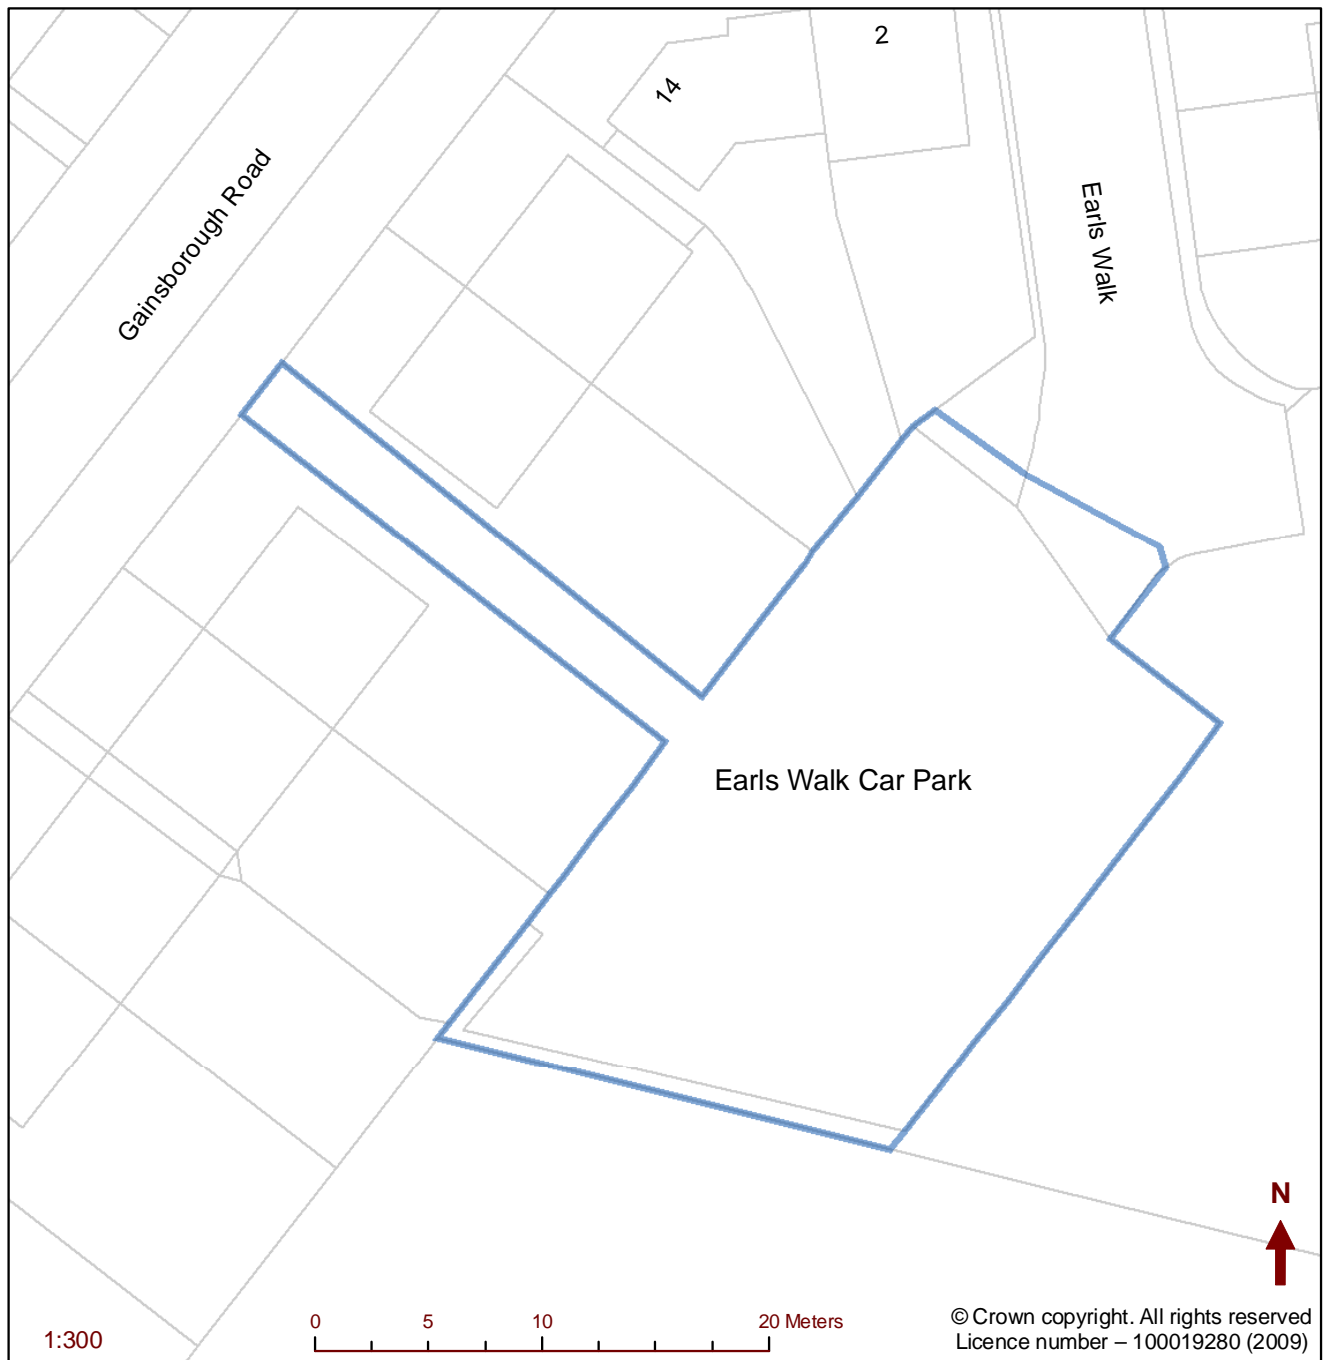 2
14
Gainsborough Road
Earls Walk
Earls Walk Car Park
N
0 5 10 20 Meters
1:300
© Crown copyright. All rights reserved
Licence number – 100019280 (2009)